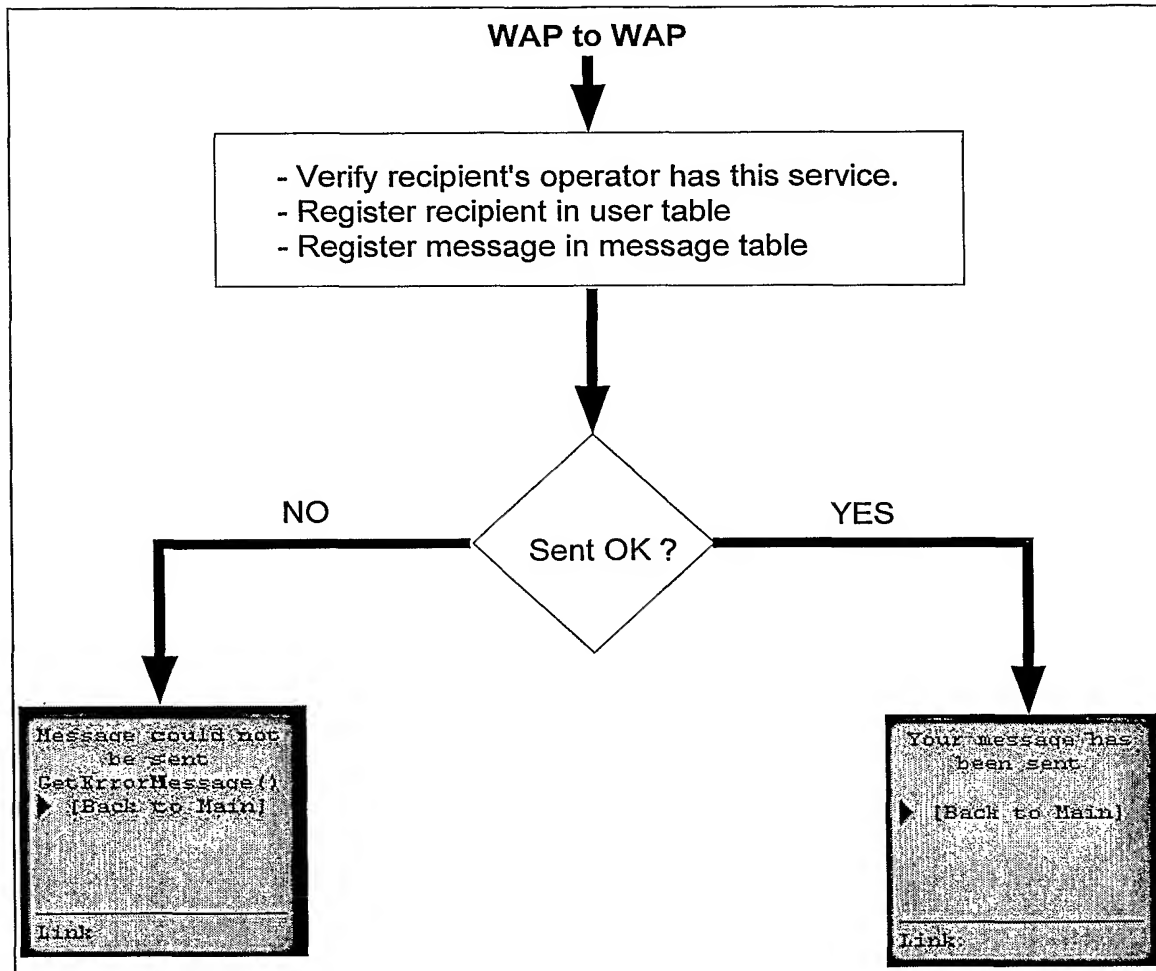 WAP to WAP
- Verify recipient's operator has this service.
- Register recipient in user table
- Register message in message table
NO
YES
Sent OK ?
Message could not
be sent
GetErrorMessage()
[Back to Main]
Link
Your message has
been sent
[Back to Main]
Link